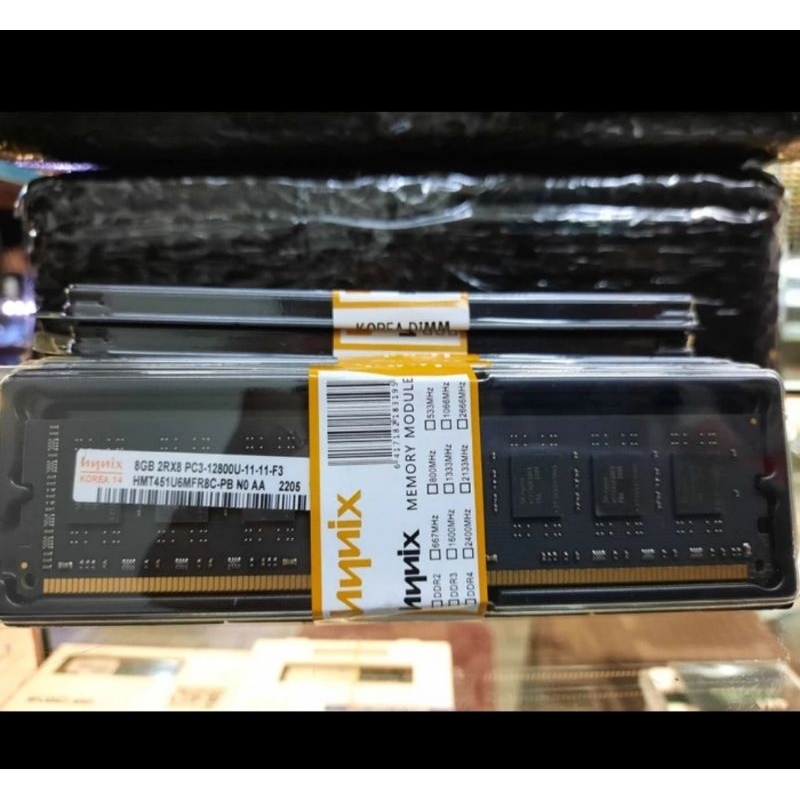 KOREA DIMM
8GB 2RX8 PC3-12800U-11-11-F3
KOREA 14
HMT451U6MFR8C-PB N0 AA 2205
6417182183195
MEMORY MODULE
DDR2 667MHz 800MHz 533MHz
DDR3 1600MHz 1333MHz 1066MHz
DDR4 2400MHz 2133MHz 2666MHz